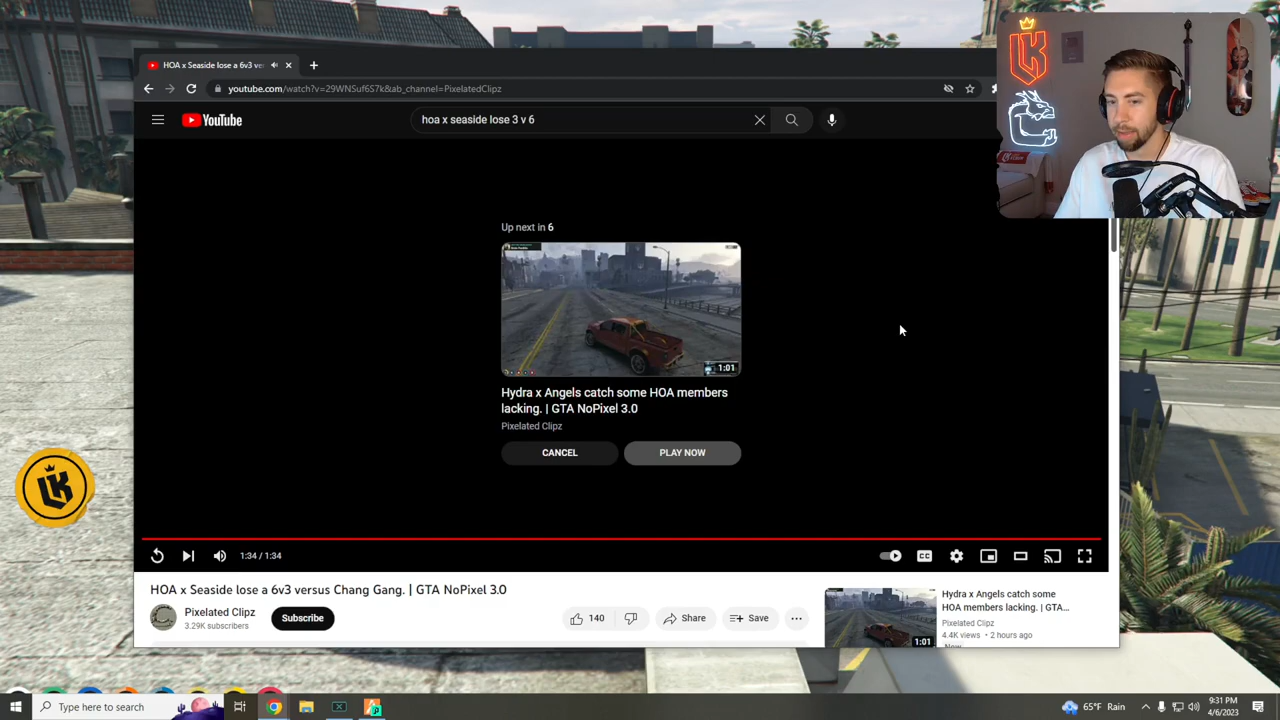 HOA x Seaside lose a 6v3 ver
youtube.com/watch?v=29WNSuf6S7k&ab_channel=PixelatedClipz
YouTube
hoa x seaside lose 3 v 6
Up next in 6
1:01
Hydra x Angels catch some HOA members
lacking. | GTA NoPixel 3.0
Pixelated Clipz
CANCEL
PLAY NOW
1:34 / 1:34
CC
HOA x Seaside lose a 6v3 versus Chang Gang. | GTA NoPixel 3.0
Pixelated Clipz
3.29K subscribers
Subscribe
140
Share
Save
1:01
Hydra x Angels catch some
HOA members lacking. | GTA...
Pixelated Clipz
4.4K views • 2 hours ago
LK
LK
Type here to search
65°F Rain
9:31 PM
4/6/2023